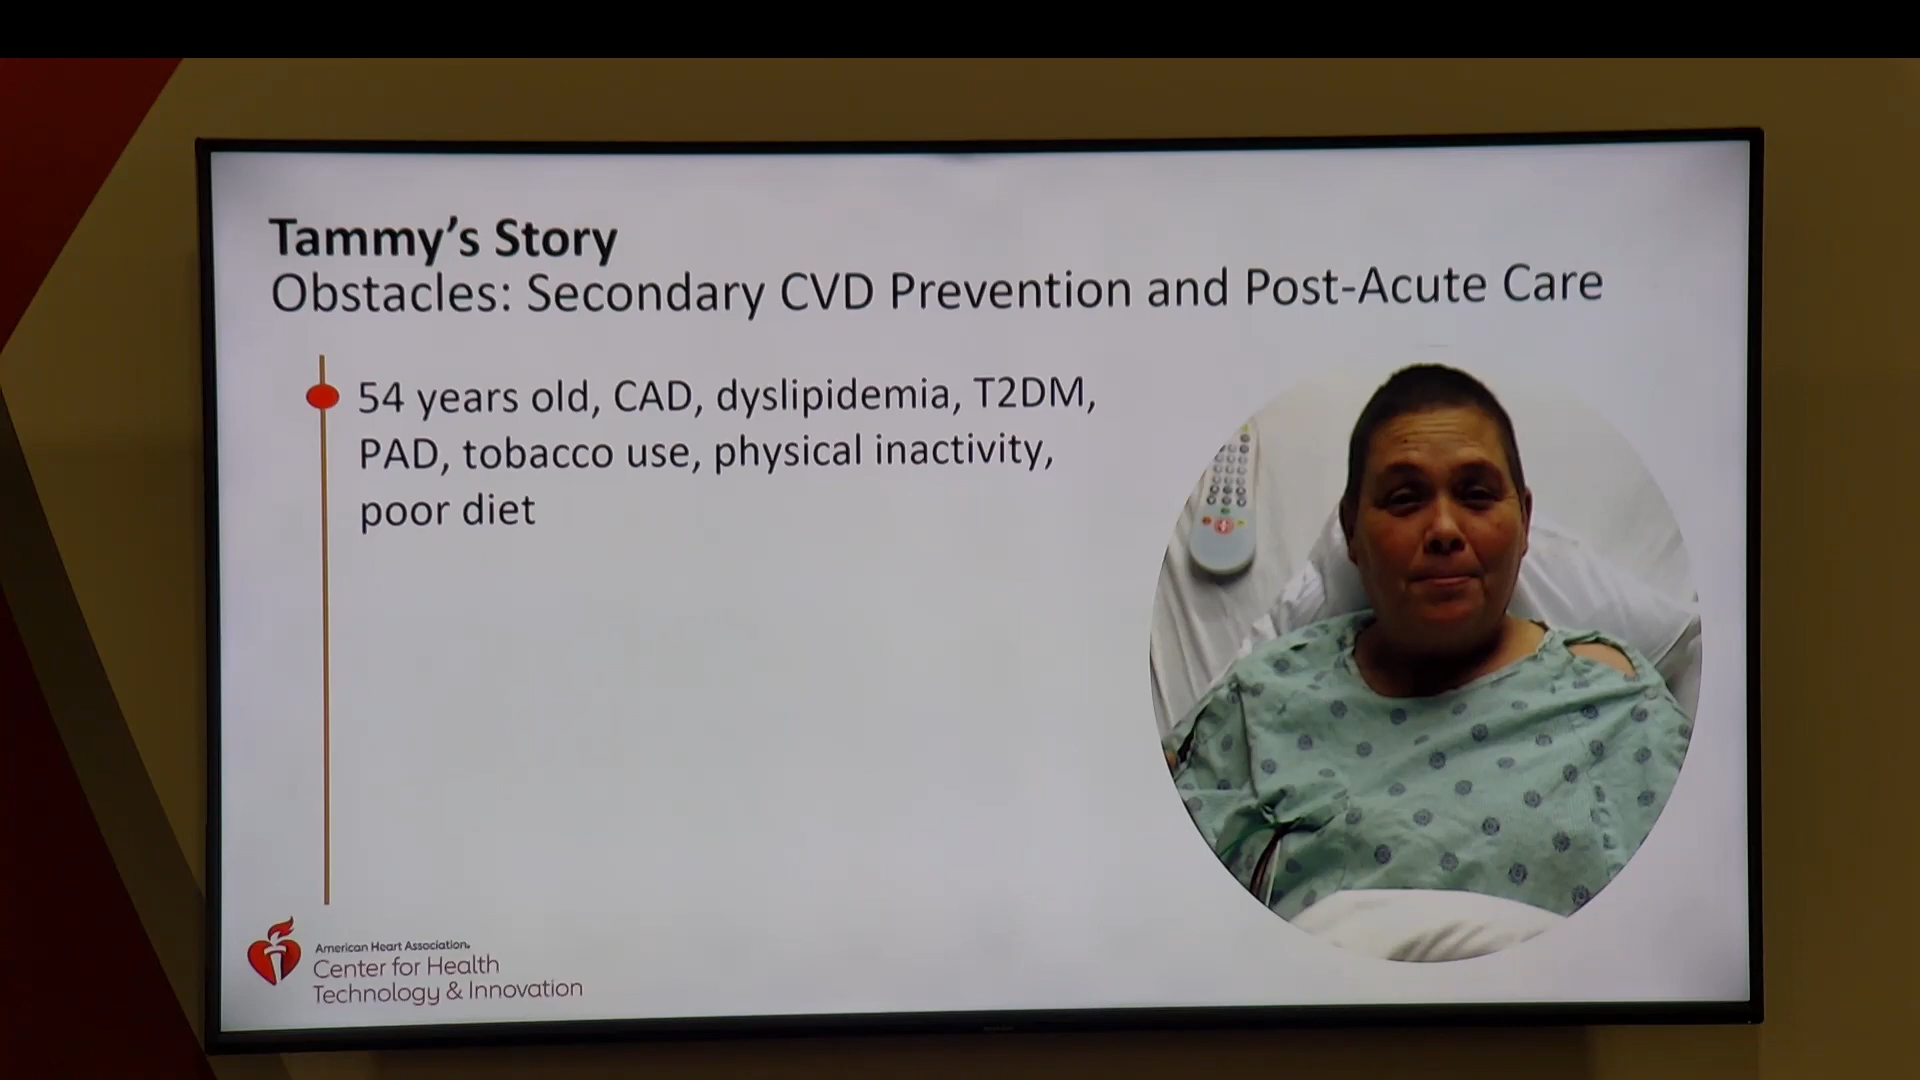 Tammy's Story
Obstacles: Secondary CVD Prevention and Post-Acute Care
54 years old, CAD, dyslipidemia, T2DM,
PAD, tobacco use, physical inactivity,
poor diet
American Heart Association.
Center for Health
Technology & Innovation